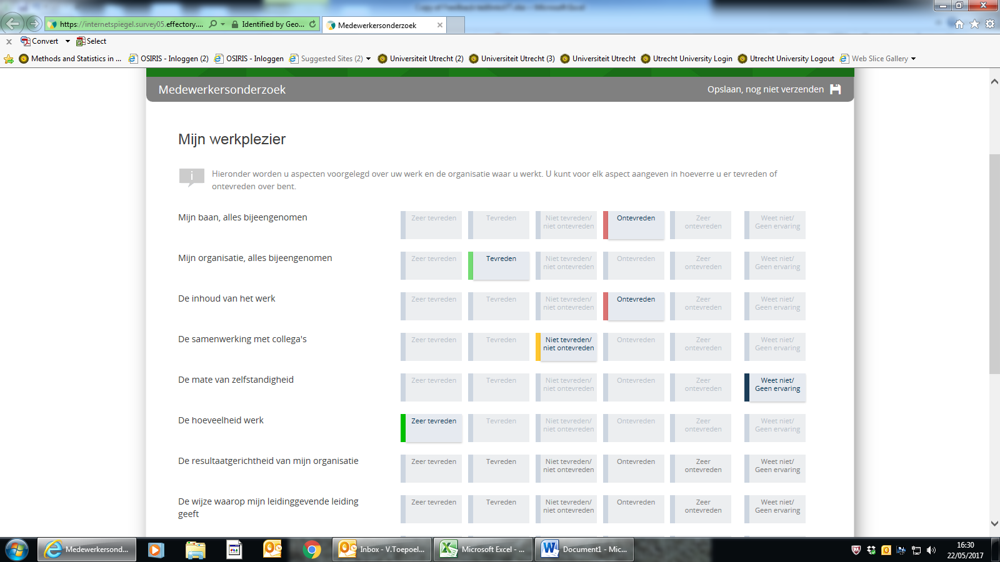 Copy of Feedback - Microsoft Excel
https://internetspiegel.survey05.effectory....
Identified by Geo...
Medewerkersonderzoek
x Convert Select
Methods and Statistics in ... OSIRIS - Inloggen (2) OSIRIS - Inloggen Suggested Sites (2) Universiteit Utrecht (2) Universiteit Utrecht (3) Universiteit Utrecht Utrecht University Login Utrecht University Logout Web Slice Gallery
Medewerkersonderzoek
Opslaan, nog niet verzenden
Mijn werkplezier
i
Hieronder worden u aspecten voorgelegd over uw werk en de organisatie waar u werkt. U kunt voor elk aspect aangeven in hoeverre u er tevreden of
ontevreden over bent.
Mijn baan, alles bijeengenomen
Zeer tevreden
Tevreden
Niet tevreden/
niet ontevreden
Ontevreden
Zeer
ontevreden
Weet niet/
Geen ervaring
Mijn organisatie, alles bijeengenomen
Zeer tevreden
Tevreden
Niet tevreden/
niet ontevreden
Ontevreden
Zeer
ontevreden
Weet niet/
Geen ervaring
De inhoud van het werk
Zeer tevreden
Tevreden
Niet tevreden/
niet ontevreden
Ontevreden
Zeer
ontevreden
Weet niet/
Geen ervaring
De samenwerking met collega's
Zeer tevreden
Tevreden
Niet tevreden/
niet ontevreden
Ontevreden
Zeer
ontevreden
Weet niet/
Geen ervaring
De mate van zelfstandigheid
Zeer tevreden
Tevreden
Niet tevreden/
niet ontevreden
Ontevreden
Zeer
ontevreden
Weet niet/
Geen ervaring
De hoeveelheid werk
Zeer tevreden
Tevreden
Niet tevreden/
niet ontevreden
Ontevreden
Zeer
ontevreden
Weet niet/
Geen ervaring
De resultaatgerichtheid van mijn organisatie
Zeer tevreden
Tevreden
Niet tevreden/
niet ontevreden
Ontevreden
Zeer
ontevreden
Weet niet/
Geen ervaring
De wijze waarop mijn leidinggevende leiding
geeft
Zeer tevreden
Tevreden
Niet tevreden/
niet ontevreden
Ontevreden
Zeer
ontevreden
Weet niet/
Geen ervaring
Medewerkersond...
Inbox - V.Toepoel...
Microsoft Excel - ...
Document1 - Mic...
16:30
22/05/2017